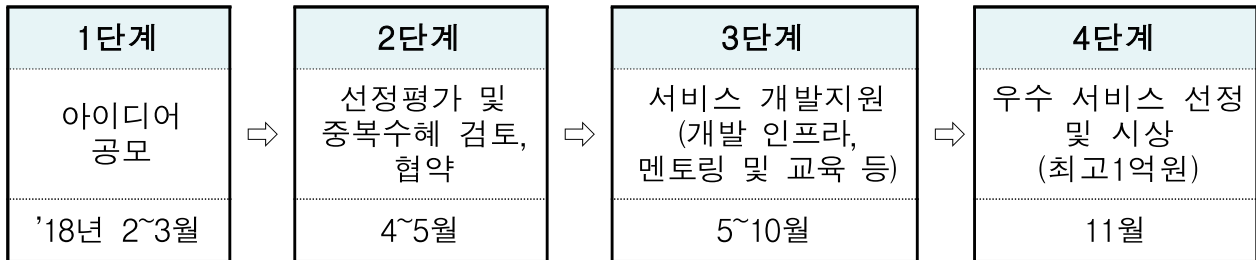 1단계
아이디어
공모
’18년 2~3월
⇨
2단계
선정평가 및
중복수혜 검토,
협약
4~5월
⇨
3단계
서비스 개발지원
(개발 인프라,
멘토링 및 교육 등)
5~10월
⇨
4단계
우수 서비스 선정
및 시상
(최고1억원)
11월